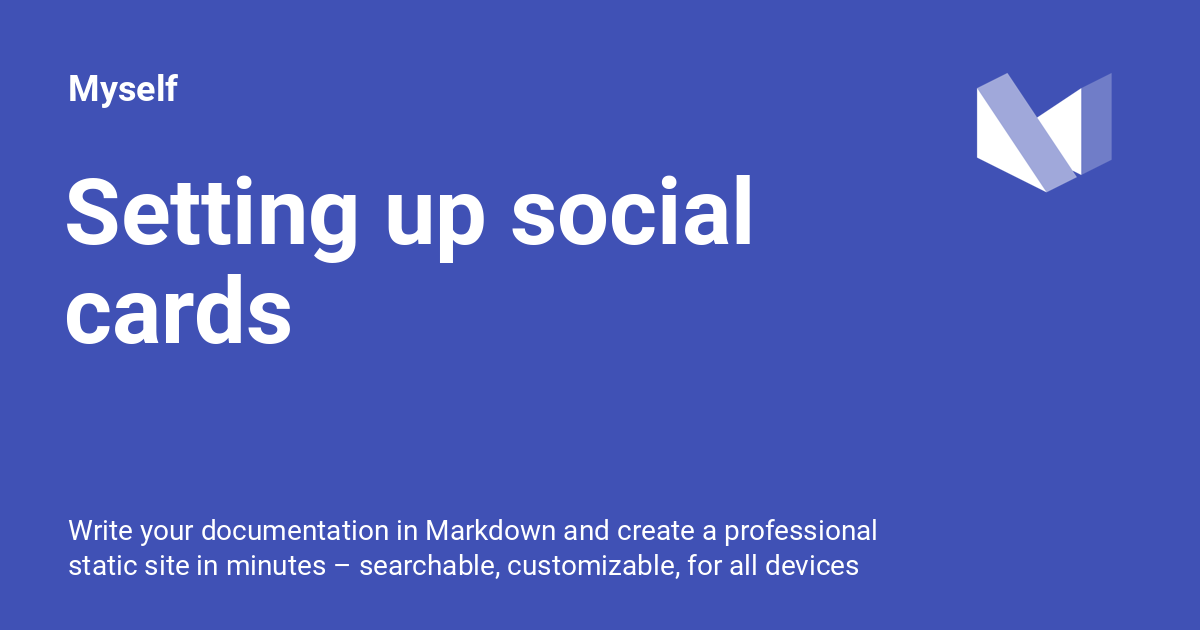 Myself
Setting up social
cards
Write your documentation in Markdown and create a professional
static site in minutes – searchable, customizable, for all devices